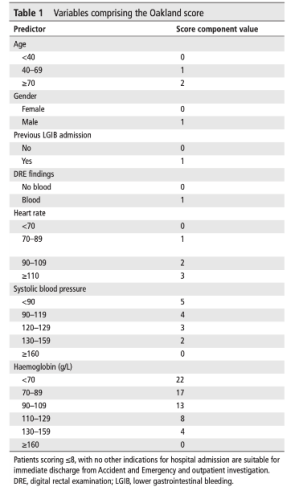 Table 1 Variables comprising the Oakland score
Predictor Score component value
Age
<40 0
40–69 1
≥70 2
Gender
Female 0
Male 1
Previous LGIB admission
No 0
Yes 1
DRE findings
No blood 0
Blood 1
Heart rate
<70 0
70–89 1
90–109 2
≥110 3
Systolic blood pressure
<90 5
90–119 4
120–129 3
130–159 2
≥160 0
Haemoglobin (g/L)
<70 22
70–89 17
90–109 13
110–129 8
130–159 4
≥160 0
Patients scoring ≤8, with no other indications for hospital admission are suitable for
immediate discharge from Accident and Emergency and outpatient investigation.
DRE, digital rectal examination; LGIB, lower gastrointestinal bleeding.